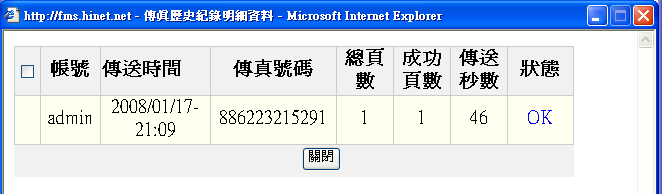 http://fms.hinet.net - 傳真歷史紀錄明細資料 - Microsoft Internet Explorer
帳號 傳送時間 傳真號碼 總頁數 成功頁數 傳送秒數 狀態
admin 2008/01/17-21:09 886223215291 1 1 46 OK
關閉